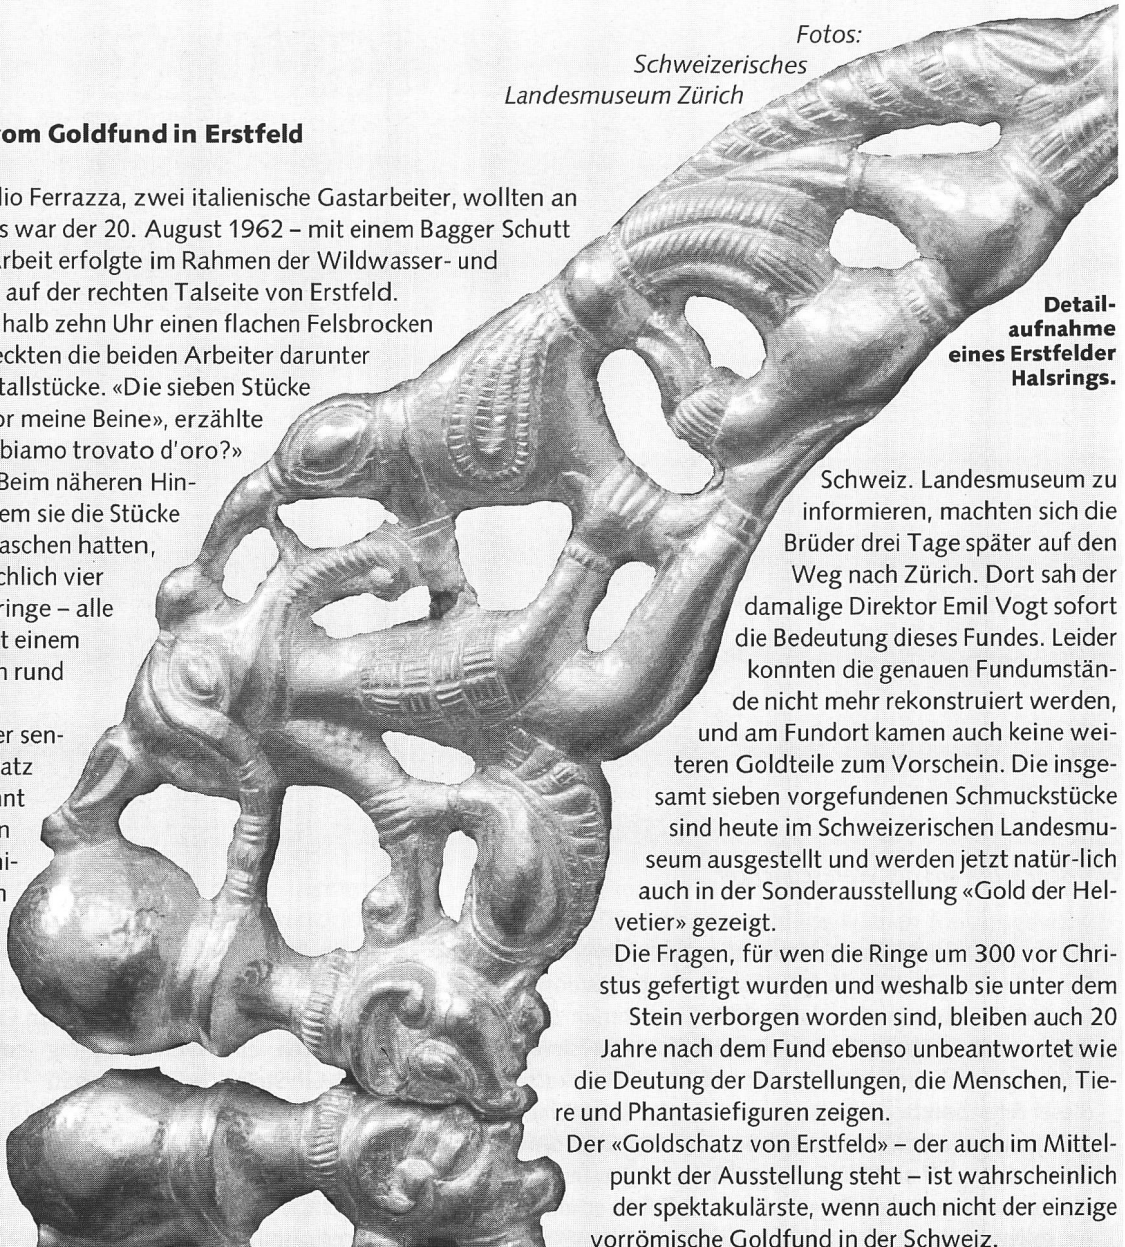 Fotos:
Schweizerisches
Landesmuseum Zürich
vom Goldfund in Erstfeld
lio Ferrazza, zwei italienische Gastarbeiter, wollten an
s war der 20. August 1962 – mit einem Bagger Schutt
Arbeit erfolgte im Rahmen der Wildwasser- und
auf der rechten Talseite von Erstfeld.
halb zehn Uhr einen flachen Felsbrocken
eckten die beiden Arbeiter darunter
tallstücke. «Die sieben Stücke
or meine Beine», erzählte
biamo trovato d'oro?»
Beim näheren Hin-
em sie die Stücke
aschen hatten,
chlich vier
ringe – alle
t einem
n rund
er sen-
atz
nt
n
i-
n
Detail-
aufnahme
eines Erstfelder
Halsrings.
Schweiz. Landesmuseum zu
informieren, machten sich die
Brüder drei Tage später auf den
Weg nach Zürich. Dort sah der
damalige Direktor Emil Vogt sofort
die Bedeutung dieses Fundes. Leider
konnten die genauen Fundumstän-
de nicht mehr rekonstruiert werden,
und am Fundort kamen auch keine wei-
teren Goldteile zum Vorschein. Die insge-
samt sieben vorgefundenen Schmuckstücke
sind heute im Schweizerischen Landesmu-
seum ausgestellt und werden jetzt natür-lich
auch in der Sonderausstellung «Gold der Hel-
vetier» gezeigt.
Die Fragen, für wen die Ringe um 300 vor Chri-
stus gefertigt wurden und weshalb sie unter dem
Stein verborgen worden sind, bleiben auch 20
Jahre nach dem Fund ebenso unbeantwortet wie
die Deutung der Darstellungen, die Menschen, Tie-
re und Phantasiefiguren zeigen.
Der «Goldschatz von Erstfeld» – der auch im Mittel-
punkt der Ausstellung steht – ist wahrscheinlich
der spektakulärste, wenn auch nicht der einzige
vorrömische Goldfund in der Schweiz.